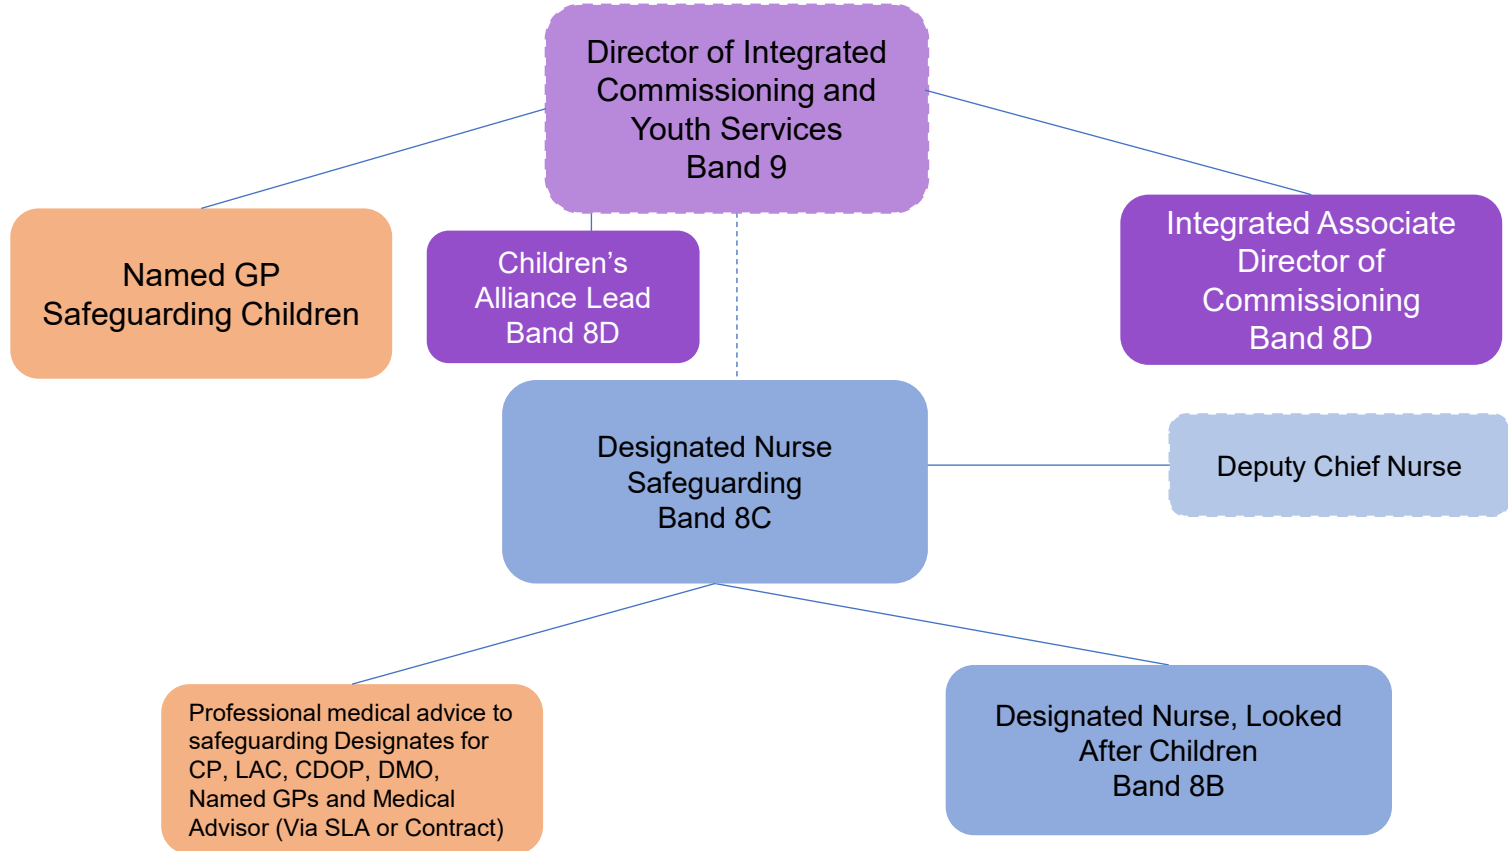 Director of Integrated
Commissioning and
Youth Services
Band 9
Named GP
Safeguarding Children
Children’s
Alliance Lead
Band 8D
Integrated Associate
Director of
Commissioning
Band 8D
Designated Nurse
Safeguarding
Band 8C
Deputy Chief Nurse
Professional medical advice to
safeguarding Designates for
CP, LAC, CDOP, DMO,
Named GPs and Medical
Advisor (Via SLA or Contract)
Designated Nurse, Looked
After Children
Band 8B